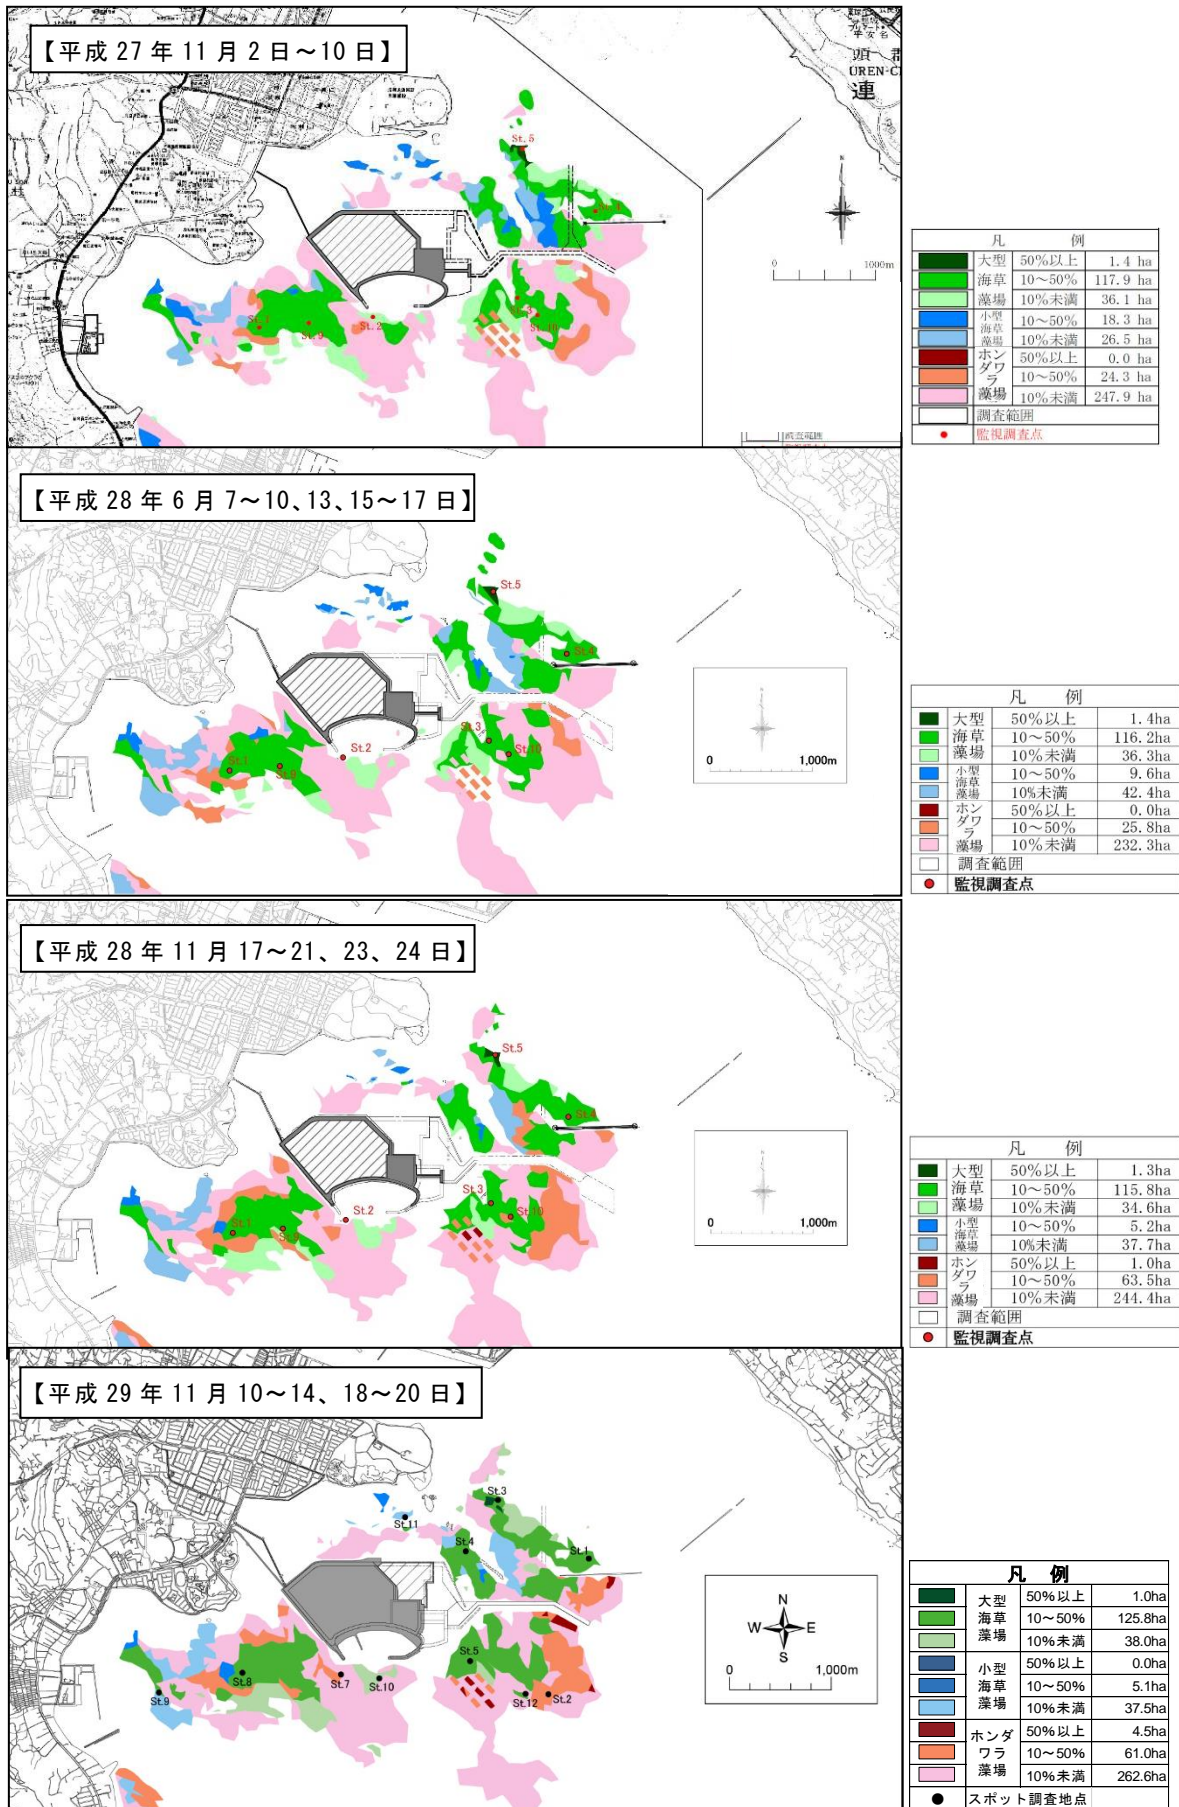 【平成 27 年 11 月 2 日～10 日】
平安名
UREN-C
連
St.5
St.2
St.9
N
0 1000m
凡 例
大型海草藻場 50%以上 1.4 ha
10～50% 117.9 ha
10%未満 36.1 ha
小型海草藻場 10～50% 18.3 ha
10%未満 26.5 ha
ホンダワラ藻場 50%以上 0.0 ha
10～50% 24.3 ha
10%未満 247.9 ha
調査範囲
監視調査点
【平成 28 年 6 月 7～10、13、15～17 日】
St.5
St.4
St.3
St.10
St.2
St.1
St.9
0 1,000m
凡 例
大型海草藻場 50%以上 1.4ha
10～50% 116.2ha
10%未満 36.3ha
小型海草藻場 10～50% 9.6ha
10%未満 42.4ha
ホンダワラ藻場 50%以上 0.0ha
10～50% 25.8ha
10%未満 232.3ha
調査範囲
監視調査点
【平成 28 年 11 月 17～21、23、24 日】
St.5
St.4
St.3
St.10
St.2
St.1
0 1,000m
凡 例
大型海草藻場 50%以上 1.3ha
10～50% 115.8ha
10%未満 34.6ha
小型海草藻場 10～50% 5.2ha
10%未満 37.7ha
ホンダワラ藻場 50%以上 1.0ha
10～50% 63.5ha
10%未満 244.4ha
調査範囲
監視調査点
【平成 29 年 11 月 10～14、18～20 日】
St.3
St.11
St.4
St.1
St.5
St.8
St.7
St.10
St.9
St.12
St.2
N
W E
S
0 1,000m
凡 例
大型海草藻場 50%以上 1.0ha
10～50% 125.8ha
10%未満 38.0ha
小型海草藻場 50%以上 0.0ha
10～50% 5.1ha
10%未満 37.5ha
ホンダワラ藻場 50%以上 4.5ha
10～50% 61.0ha
10%未満 262.6ha
スポット調査地点